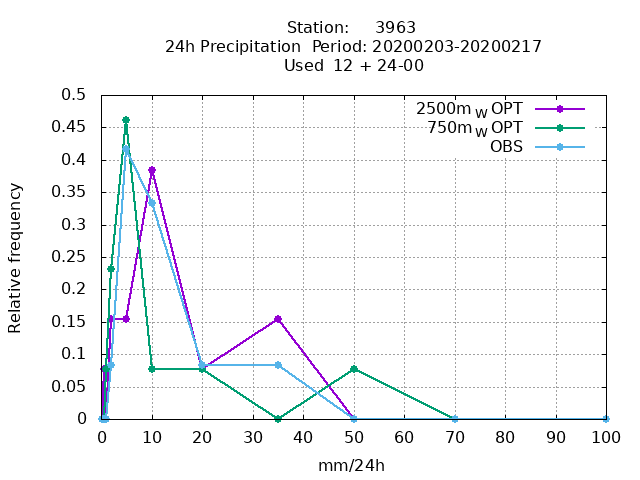 Station: 3963
24h Precipitation Period: 20200203-20200217
Used 12 + 24-00
0.5
0.45
0.4
0.35
0.3
0.25
0.2
0.15
0.1
0.05
0
2500m W OPT
750m W OPT
OBS
Relative frequency
0 10 20 30 40 50 60 70 80 90 100
mm/24h